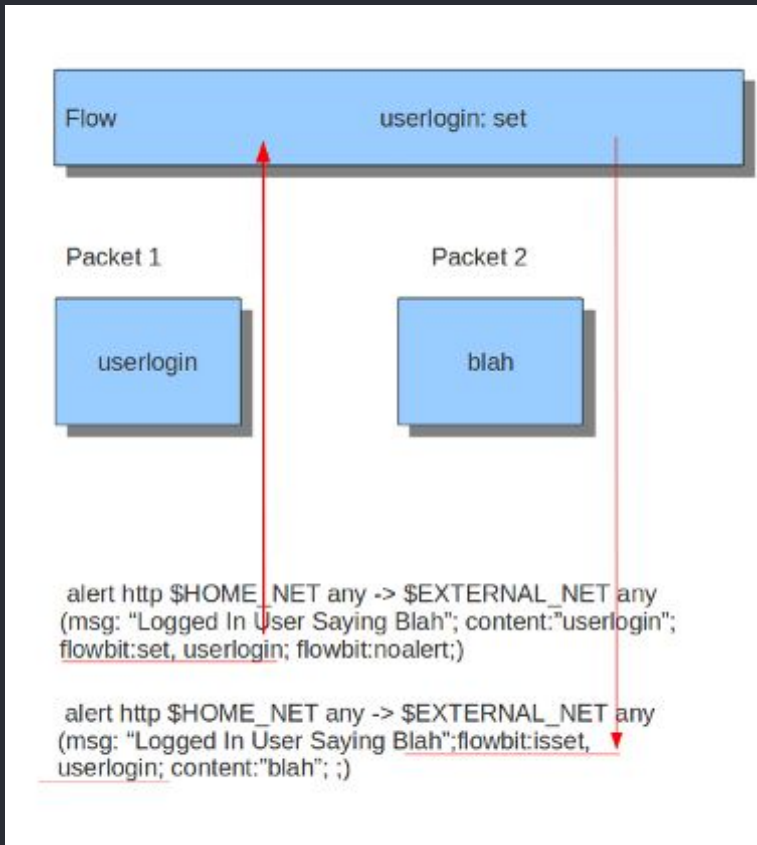 Flow userlogin: set
Packet 1 Packet 2
userlogin blah
alert http $HOME_NET any -> $EXTERNAL_NET any
(msg: “Logged In User Saying Blah”; content:”userlogin”;
flowbit:set, userlogin; flowbit:noalert;)
alert http $HOME_NET any -> $EXTERNAL_NET any
(msg: “Logged In User Saying Blah”;flowbit:isset,
userlogin; content:”blah”; ;)